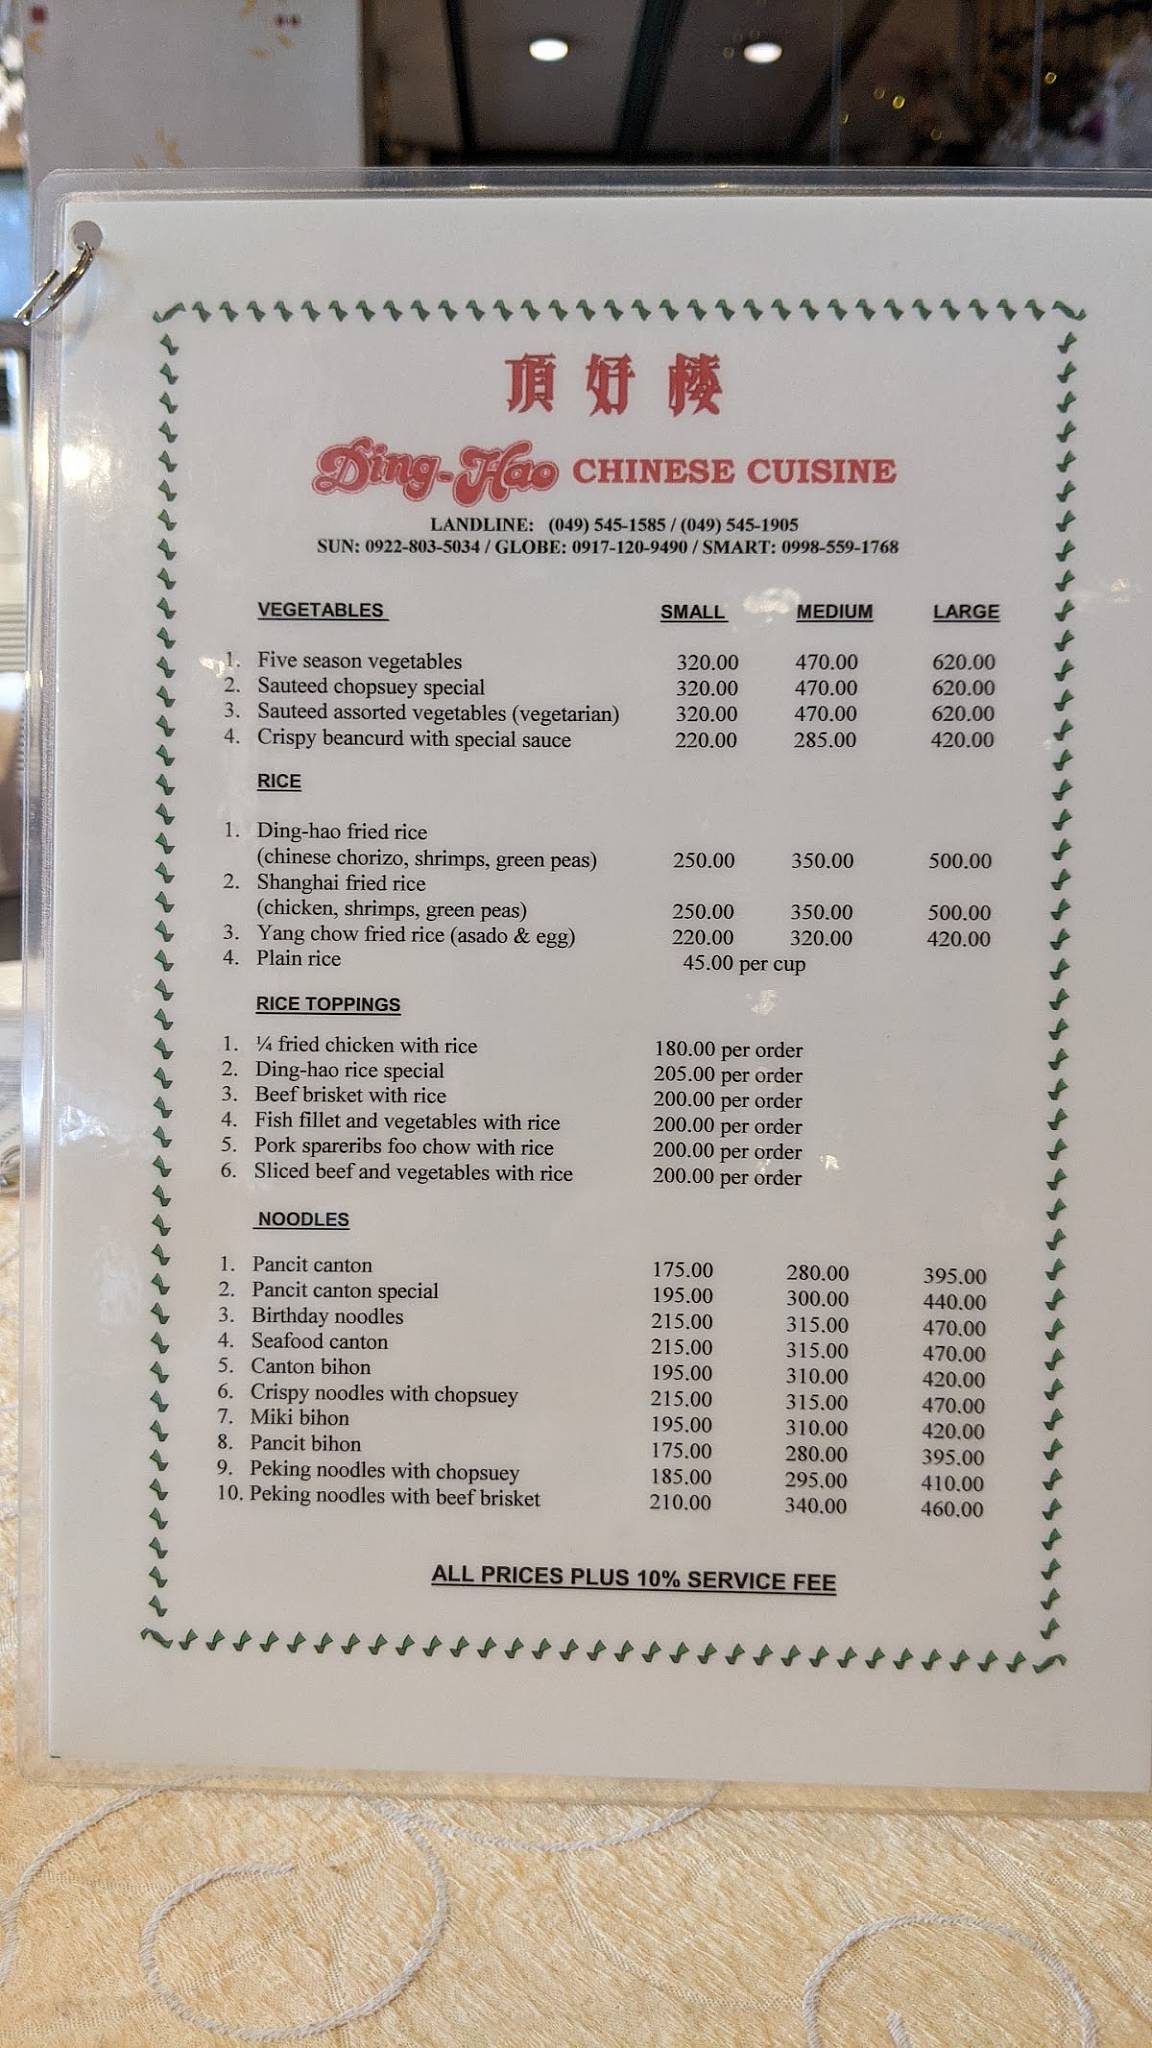 頂好樓
Ding-Hao CHINESE CUISINE
LANDLINE: (049) 545-1585 / (049) 545-1905
SUN: 0922-803-5034 / GLOBE: 0917-120-9490 / SMART: 0998-559-1768
VEGETABLES SMALL MEDIUM LARGE
1. Five season vegetables 320.00 470.00 620.00
2. Sauteed chopsuey special 320.00 470.00 620.00
3. Sauteed assorted vegetables (vegetarian) 320.00 470.00 620.00
4. Crispy beancurd with special sauce 220.00 285.00 420.00
RICE
1. Ding-hao fried rice
(chinese chorizo, shrimps, green peas) 250.00 350.00 500.00
2. Shanghai fried rice
(chicken, shrimps, green peas) 250.00 350.00 500.00
3. Yang chow fried rice (asado & egg) 220.00 320.00 420.00
4. Plain rice 45.00 per cup
RICE TOPPINGS
1. ¼ fried chicken with rice 180.00 per order
2. Ding-hao rice special 205.00 per order
3. Beef brisket with rice 200.00 per order
4. Fish fillet and vegetables with rice 200.00 per order
5. Pork spareribs foo chow with rice 200.00 per order
6. Sliced beef and vegetables with rice 200.00 per order
NOODLES
1. Pancit canton 175.00 280.00 395.00
2. Pancit canton special 195.00 300.00 440.00
3. Birthday noodles 215.00 315.00 470.00
4. Seafood canton 215.00 315.00 470.00
5. Canton bihon 195.00 310.00 420.00
6. Crispy noodles with chopsuey 215.00 315.00 470.00
7. Miki bihon 195.00 310.00 420.00
8. Pancit bihon 175.00 280.00 395.00
9. Peking noodles with chopsuey 185.00 295.00 410.00
10. Peking noodles with beef brisket 210.00 340.00 460.00
ALL PRICES PLUS 10% SERVICE FEE